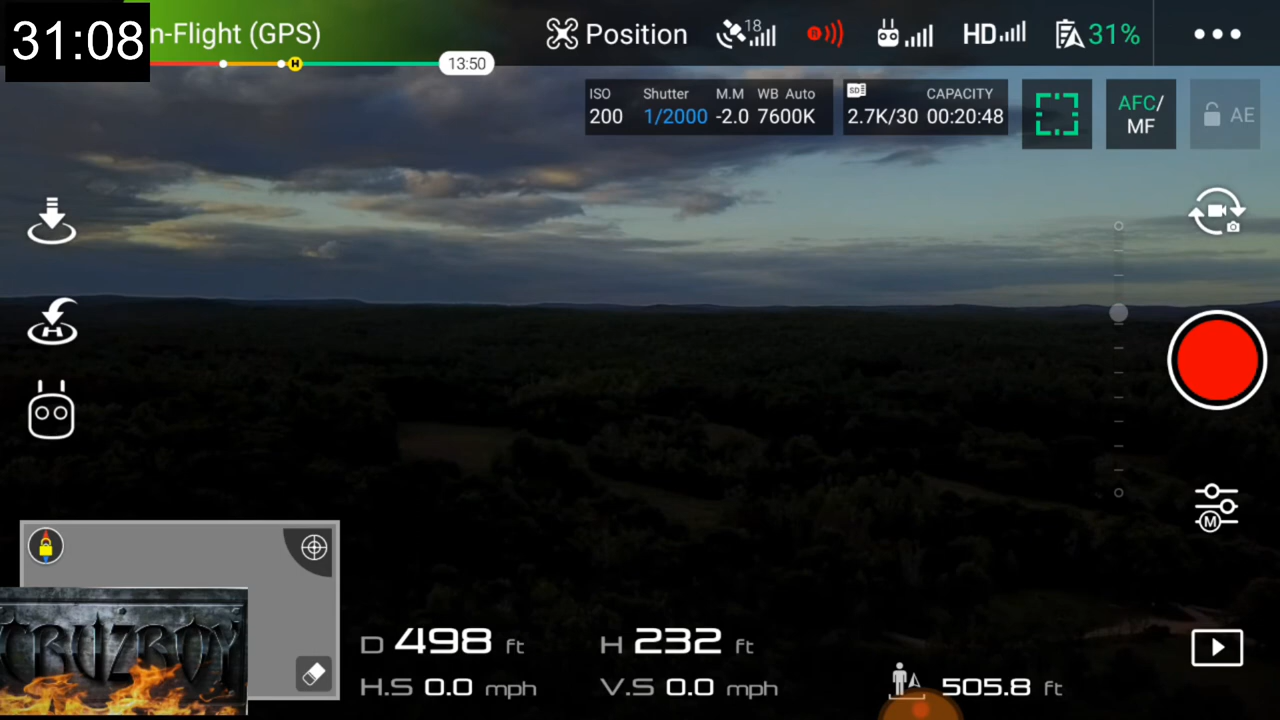 31:08
n-Flight (GPS)
Position
18
R
HD
31%
H
13:50
ISO
200
Shutter
1/2000
M.M
-2.0
WB Auto
7600K
SD
CAPACITY
2.7K/30 00:20:48
AFC/
MF
AE
H
M
CRUZBOY
D 498 ft
H 232 ft
H.S 0.0 mph
V.S 0.0 mph
505.8 ft